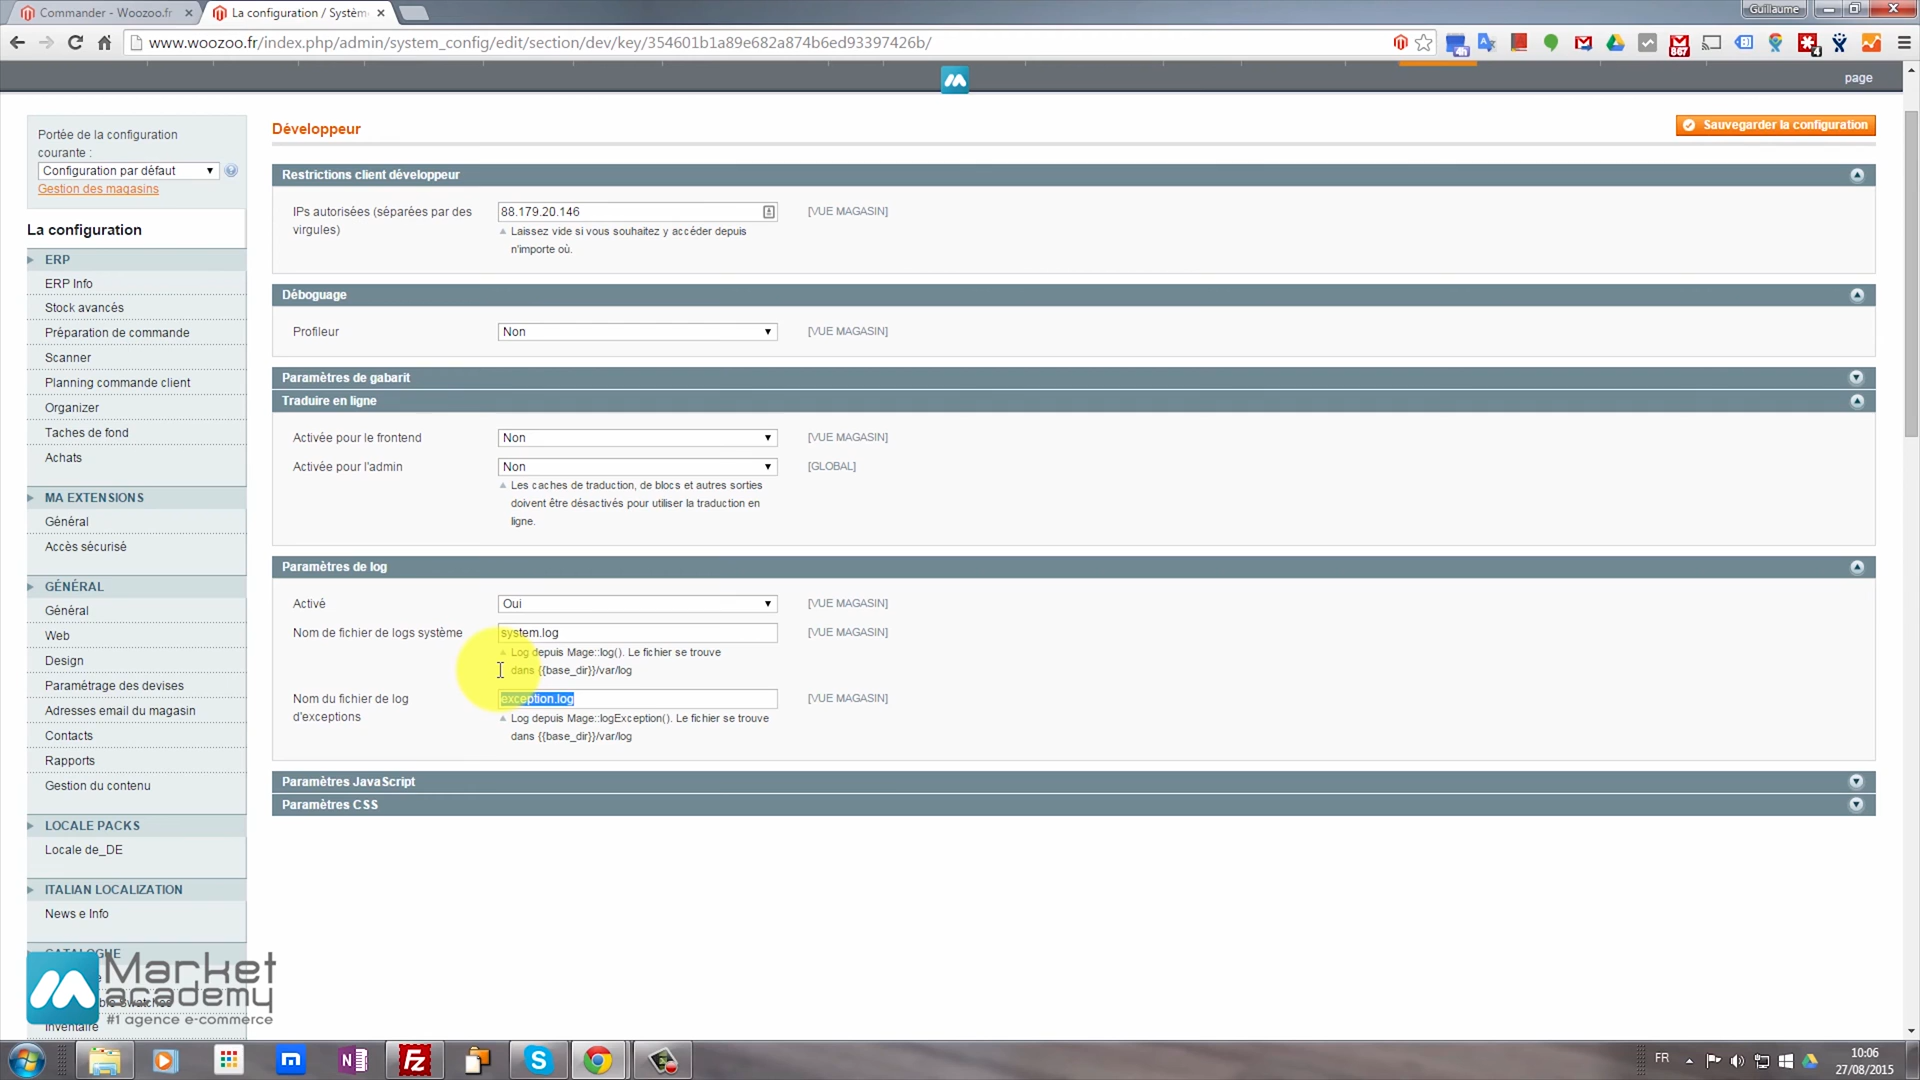 Commander - Woozoo.fr
La configuration / Systèm
Guillaume
www.woozoo.fr/index.php/admin/system_config/edit/section/dev/key/354601b1a89e682a874b6ed93397426b/
4h
867
4
page
Portée de la configuration
courante :
Configuration par défaut
Gestion des magasins
La configuration
ERP
ERP Info
Stock avancés
Préparation de commande
Scanner
Planning commande client
Organizer
Taches de fond
Achats
MA EXTENSIONS
Général
Accès sécurisé
GÉNÉRAL
Général
Web
Design
Paramétrage des devises
Adresses email du magasin
Contacts
Rapports
Gestion du contenu
LOCALE PACKS
Locale de_DE
ITALIAN LOCALIZATION
News e Info
CATALOGUE
Inventaire
Market
academy
#1 agence e-commerce
Développeur
Sauvegarder la configuration
Restrictions client développeur
IPs autorisées (séparées par des
virgules)
88.179.20.146
[VUE MAGASIN]
Laissez vide si vous souhaitez y accéder depuis
n'importe où.
Déboguage
Profileur
Non
[VUE MAGASIN]
Paramètres de gabarit
Traduire en ligne
Activée pour le frontend
Non
[VUE MAGASIN]
Activée pour l'admin
Non
[GLOBAL]
Les caches de traduction, de blocs et autres sorties
doivent être désactivés pour utiliser la traduction en
ligne.
Paramètres de log
Activé
Oui
[VUE MAGASIN]
Nom de fichier de logs système
system.log
[VUE MAGASIN]
Log depuis Mage::log(). Le fichier se trouve
dans {{base_dir}}/var/log
Nom du fichier de log
d'exceptions
exception.log
[VUE MAGASIN]
Log depuis Mage::logException(). Le fichier se trouve
dans {{base_dir}}/var/log
Paramètres JavaScript
Paramètres CSS
FR
10:06
27/08/2015